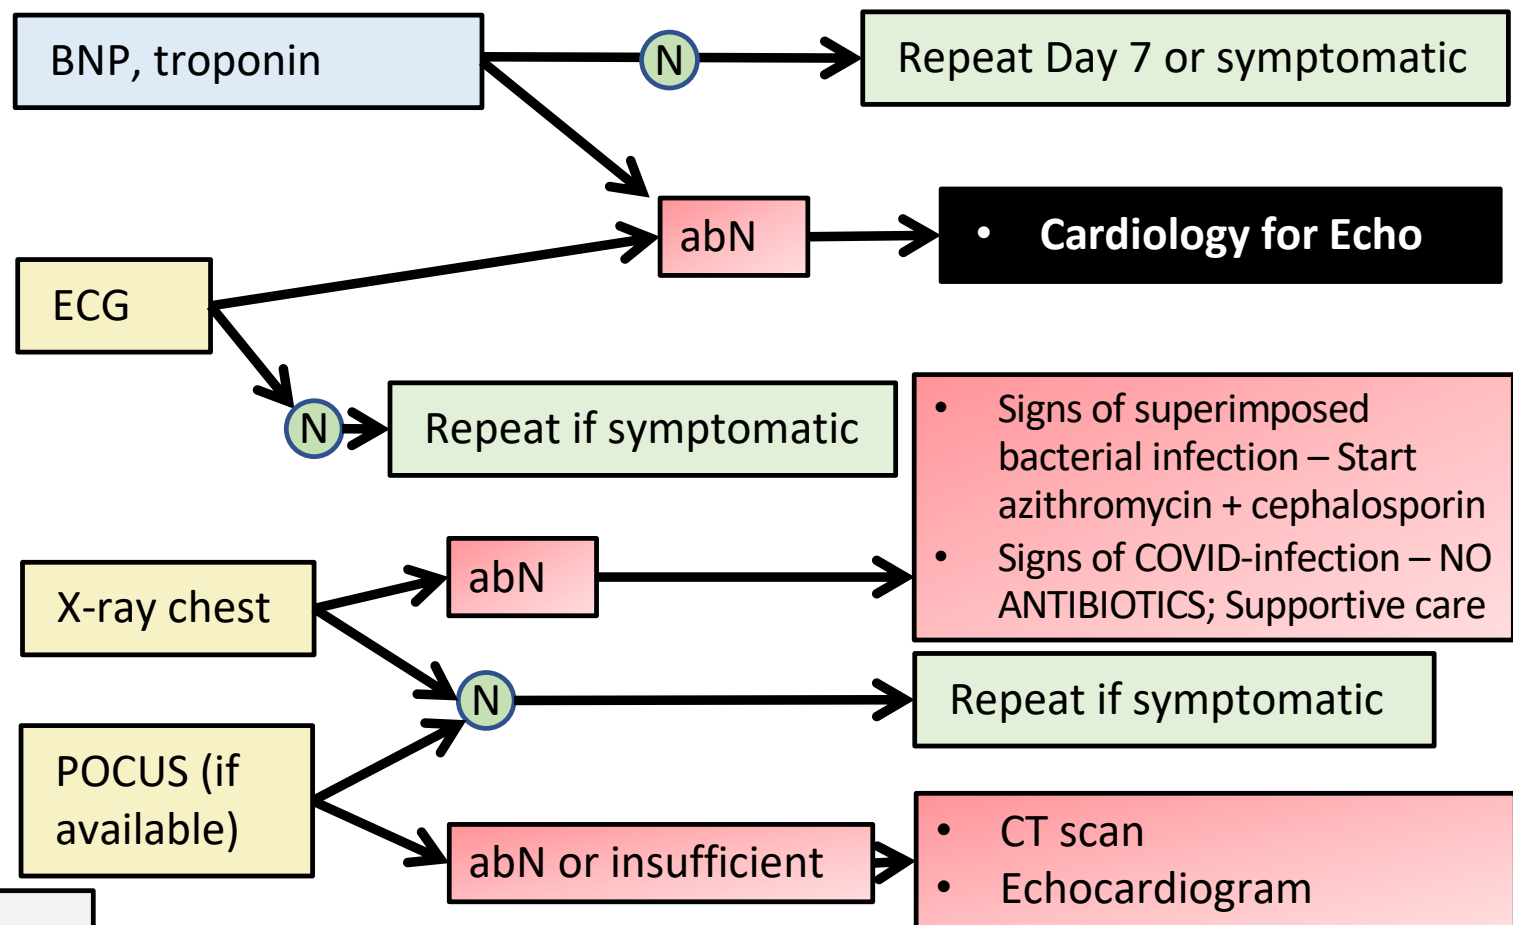 BNP, troponin
N
Repeat Day 7 or symptomatic
abN
• Cardiology for Echo
ECG
N
Repeat if symptomatic
• Signs of superimposed
bacterial infection – Start
azithromycin + cephalosporin
• Signs of COVID-infection – NO
ANTIBIOTICS; Supportive care
X-ray chest
abN
N
Repeat if symptomatic
POCUS (if
available)
abN or insufficient
• CT scan
• Echocardiogram